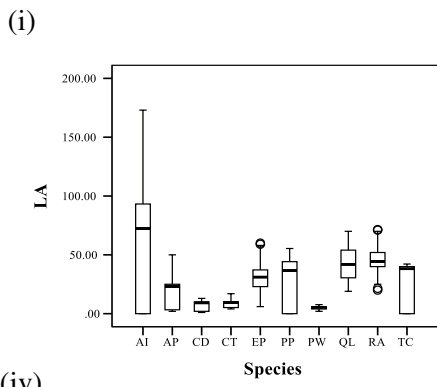 (i)
200.00
150.00
LA
100.00
50.00
.00
AI AP CD CT EP PP PW QL RA TC
Species
(iv)